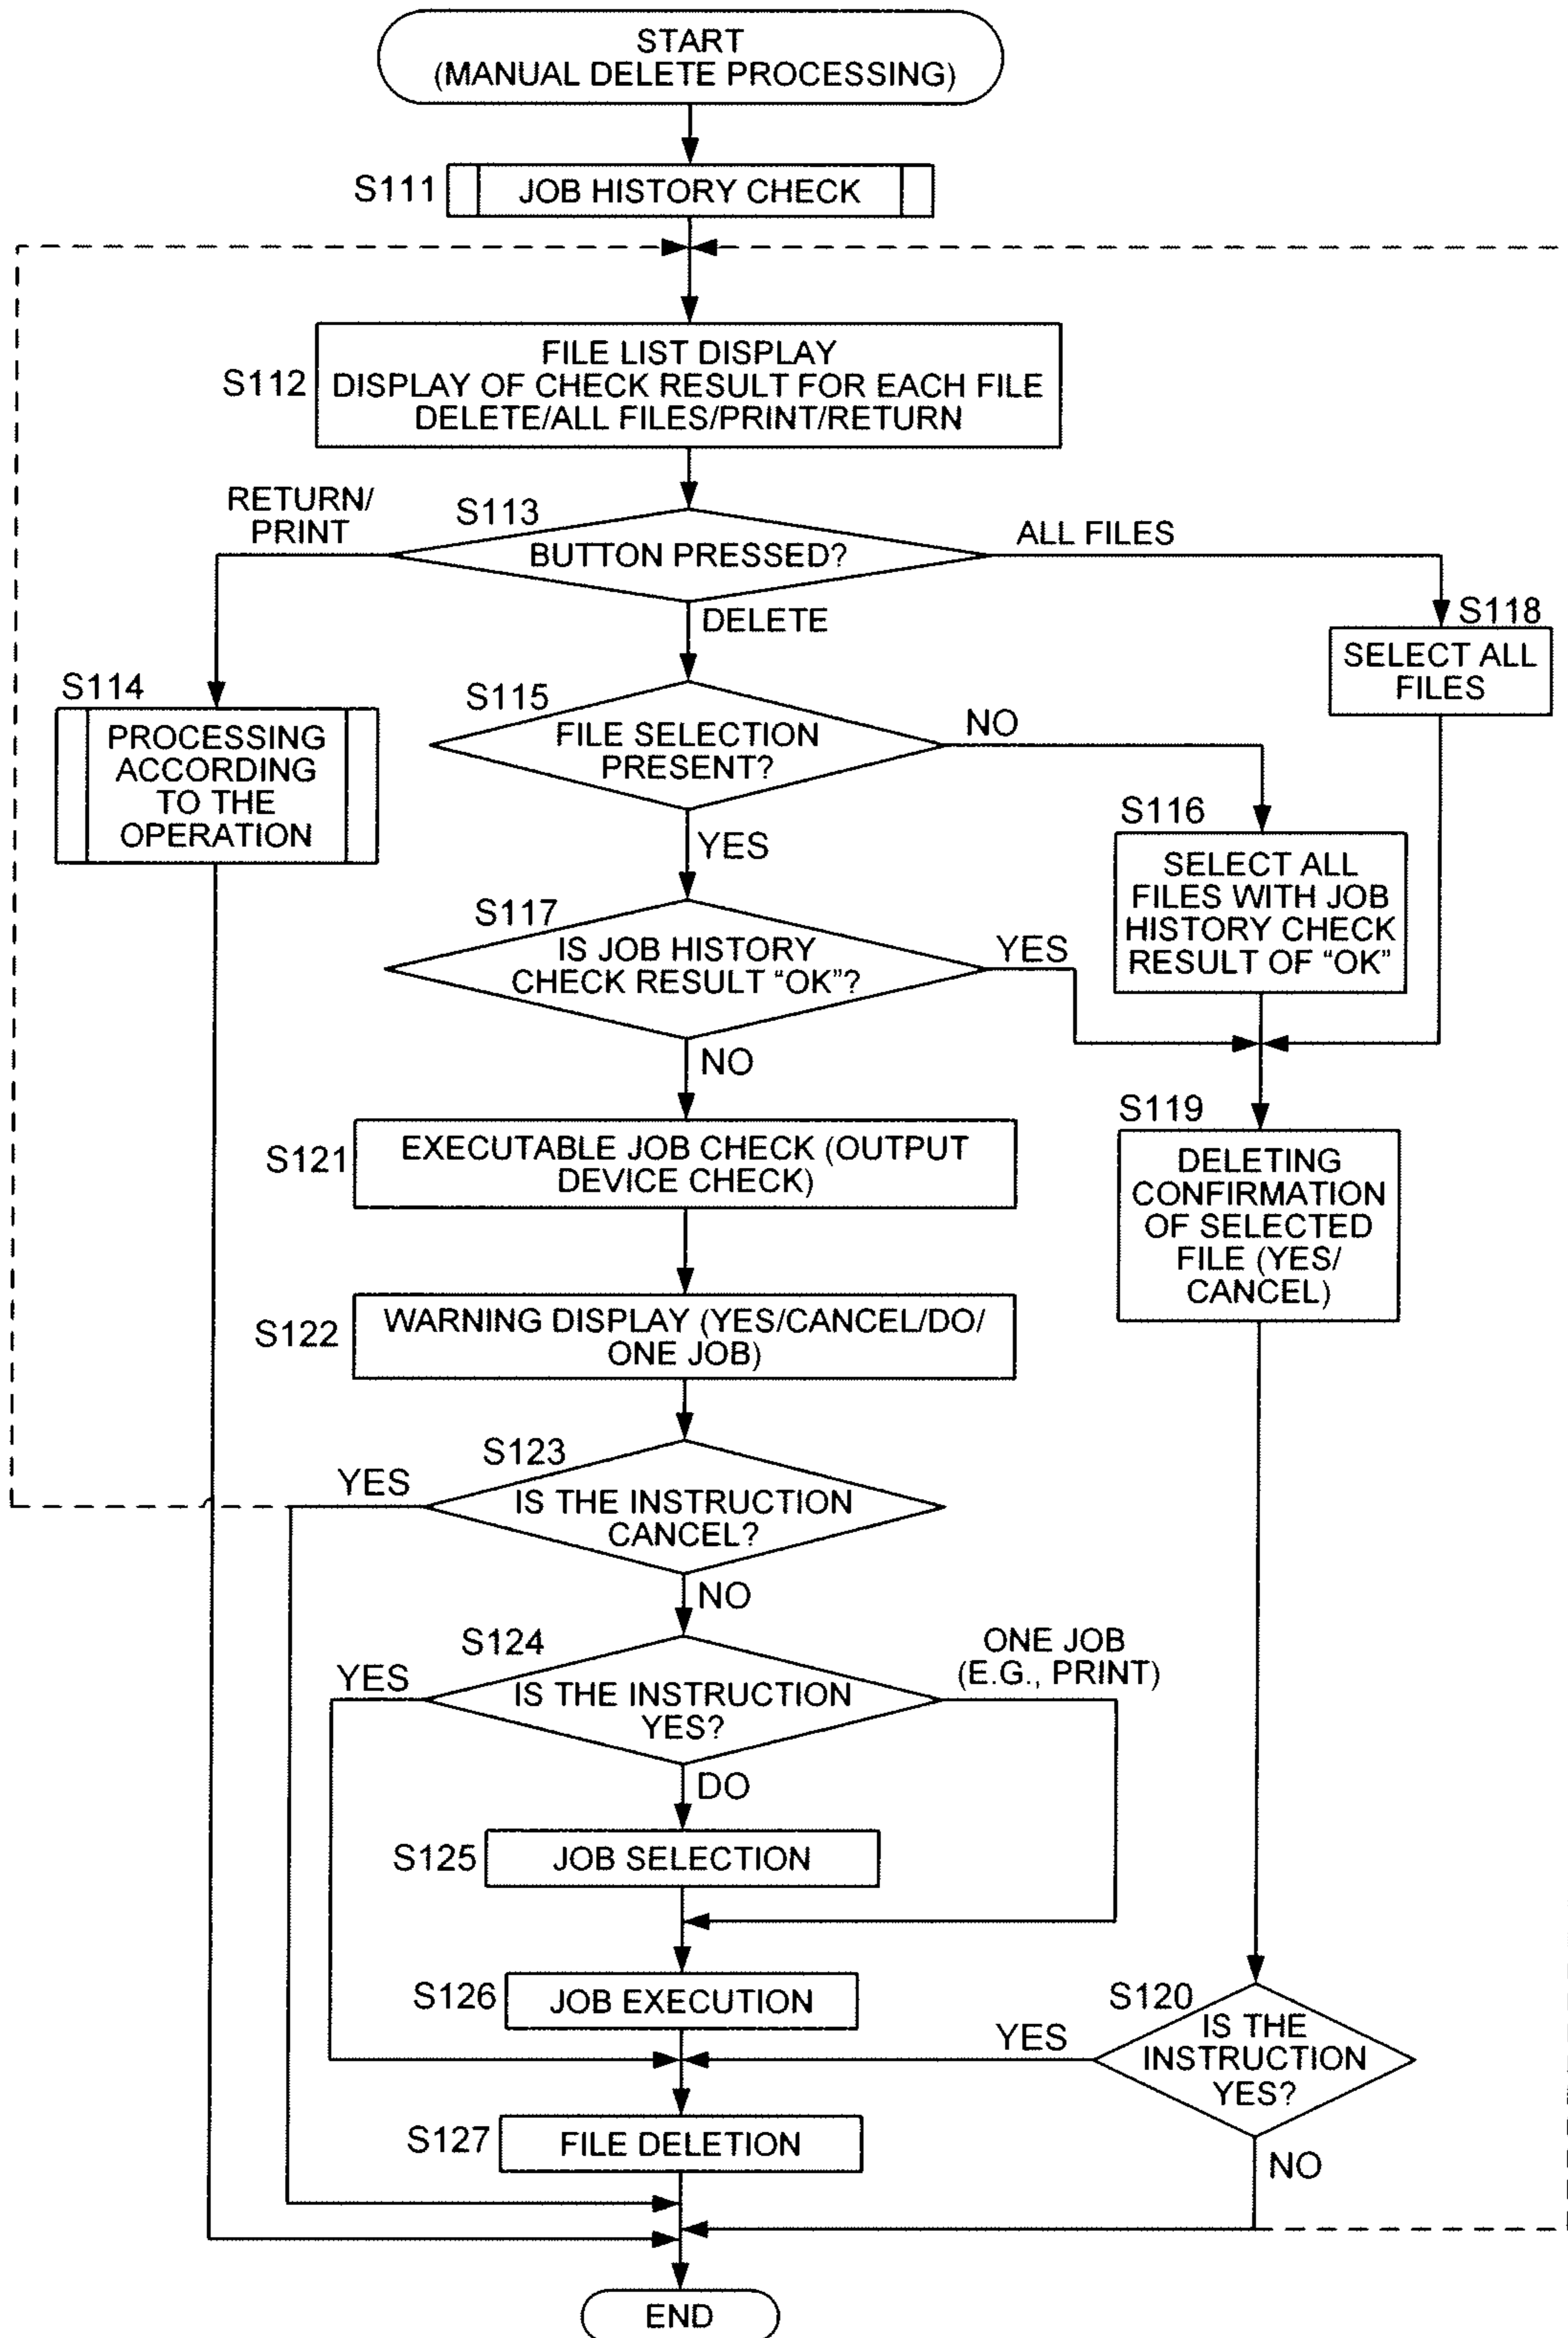 START
(MANUAL DELETE PROCESSING)
S111
JOB HISTORY CHECK
S112
FILE LIST DISPLAY
DISPLAY OF CHECK RESULT FOR EACH FILE
DELETE/ALL FILES/PRINT/RETURN
RETURN/
PRINT
S113
BUTTON PRESSED?
ALL FILES
DELETE
S118
SELECT ALL
FILES
S114
PROCESSING
ACCORDING
TO THE
OPERATION
S115
FILE SELECTION
PRESENT?
NO
YES
S116
SELECT ALL
FILES WITH JOB
HISTORY CHECK
RESULT OF “OK”
S117
IS JOB HISTORY
CHECK RESULT “OK”?
YES
NO
S119
DELETING
CONFIRMATION
OF SELECTED
FILE (YES/
CANCEL)
S121
EXECUTABLE JOB CHECK (OUTPUT
DEVICE CHECK)
S122
WARNING DISPLAY (YES/CANCEL/DO/
ONE JOB)
S123
YES
IS THE INSTRUCTION
CANCEL?
NO
S124
YES
IS THE INSTRUCTION
YES?
ONE JOB
(E.G., PRINT)
DO
S125
JOB SELECTION
S126
JOB EXECUTION
S120
IS THE
INSTRUCTION
YES?
YES
NO
S127
FILE DELETION
END